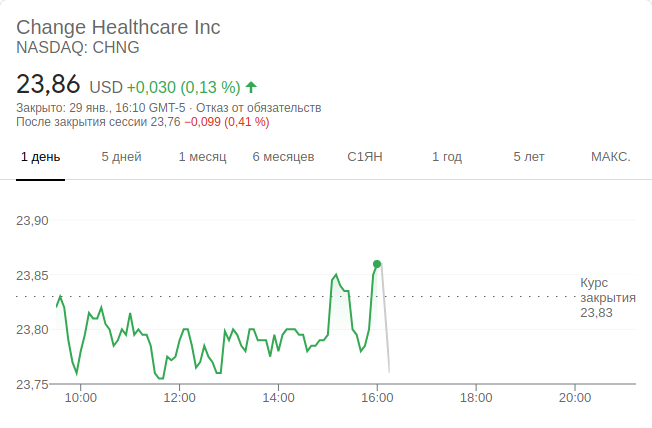 Change Healthcare Inc
NASDAQ: CHNG
23,86 USD +0,030 (0,13 %)
Закрыто: 29 янв., 16:10 GMT-5 · Отказ от обязательств
После закрытия сессии 23,76 −0,099 (0,41 %)
1 день 5 дней 1 месяц 6 месяцев С1ЯН 1 год 5 лет МАКС.
23,90
23,85
Курс
закрытия
23,83
23,80
23,75
10:00 12:00 14:00 16:00 18:00 20:00